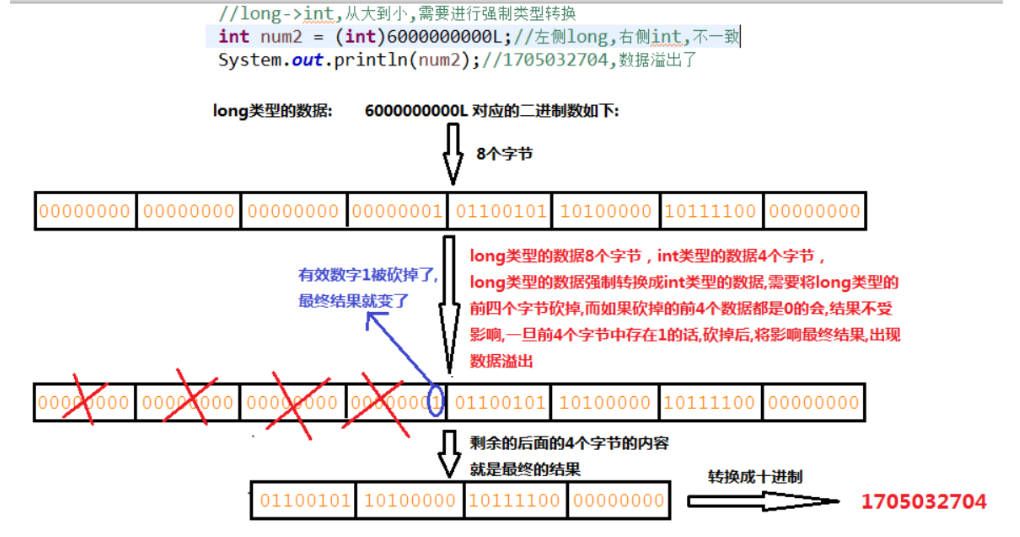 //long->int,从大到小,需要进行强制类型转换
int num2 = (int)6000000000L;//左侧long,右侧int,不一致
System.out.println(num2);//1705032704,数据溢出了
long类型的数据: 6000000000L 对应的二进制数如下:
8个字节
00000000 00000000 00000000 00000001 01100101 10100000 10111100 00000000
long类型的数据8个字节，int类型的数据4个字节，
long类型的数据强制转换成int类型的数据,需要将long类型的
前四个字节砍掉,而如果砍掉的前4个数据都是0的会,结果不受
影响,一旦前4个字节中存在1的话,砍掉后,将影响最终结果,出现
数据溢出
有效数字1被砍掉了,
最终结果就变了
00000000 00000000 00000000 00000001 01100101 10100000 10111100 00000000
剩余的后面的4个字节的内容
就是最终的结果
01100101 10100000 10111100 00000000
转换成十进制
1705032704